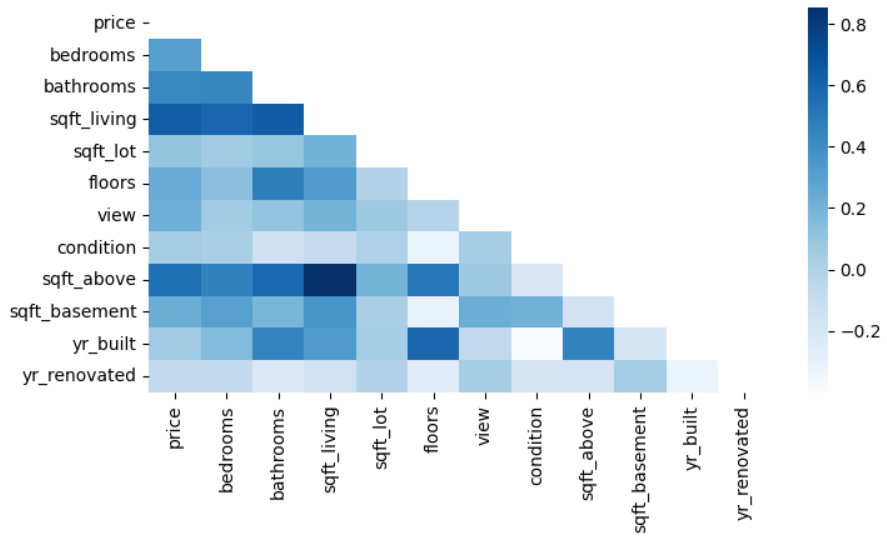 price
bedrooms
bathrooms
sqft_living
sqft_lot
floors
view
condition
sqft_above
sqft_basement
yr_built
yr_renovated
price
bedrooms
bathrooms
sqft_living
sqft_lot
floors
view
condition
sqft_above
sqft_basement
yr_built
yr_renovated
0.8
0.6
0.4
0.2
0.0
−0.2